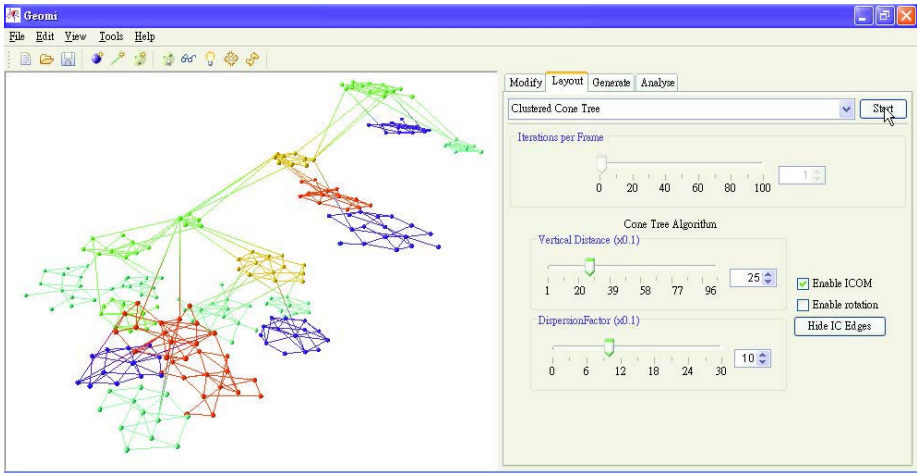 Geomi
File Edit View Tools Help
Modify Layout Generate Analyse
Clustered Cone Tree Start
Iterations per Frame
1
0 20 40 60 80 100
Cone Tree Algorithm
Vertical Distance (x0.1)
25
1 20 39 58 77 96
Enable ICOM
Enable rotation
DispersionFactor (x0.1)
Hide IC Edges
10
0 6 12 18 24 30